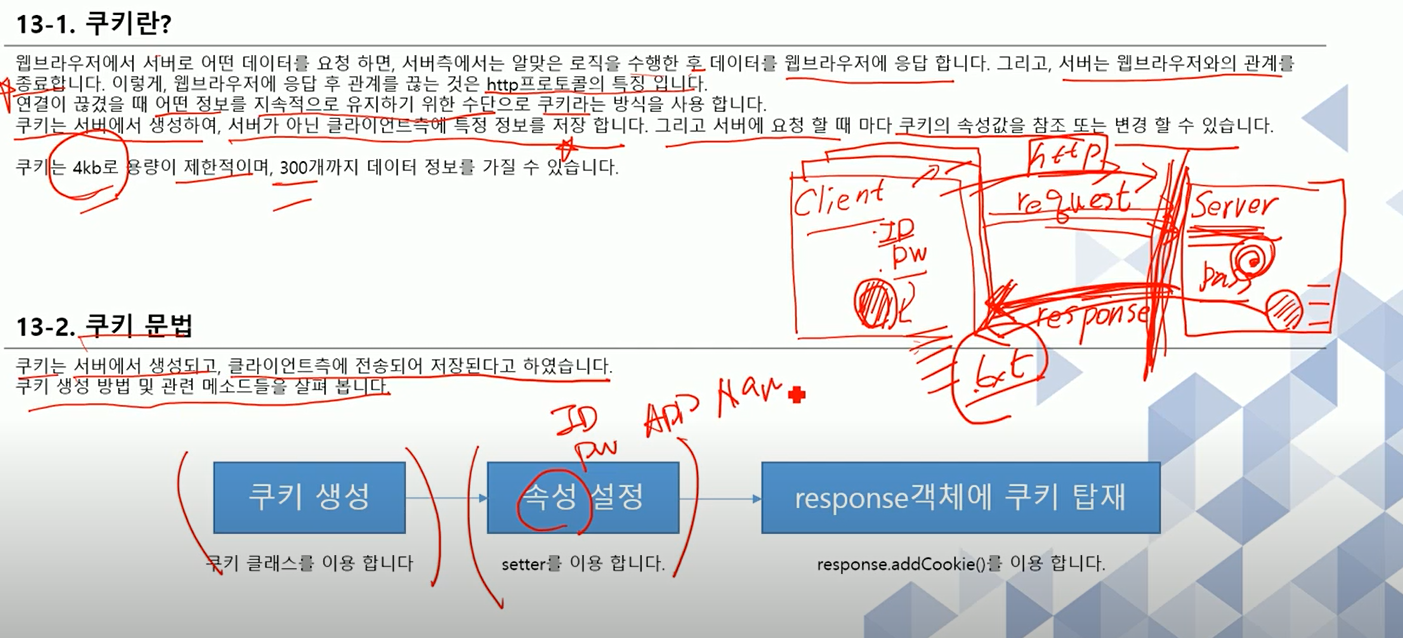 13-1. 쿠키란?
웹브라우저에서 서버로 어떤 데이터를 요청 하면, 서버측에서는 알맞은 로직을 수행한 후 데이터를 웹브라우저에 응답 합니다. 그리고, 서버는 웹브라우저와의 관계를
종료합니다. 이렇게, 웹브라우저에 응답 후 관계를 끊는 것은 http프로토콜의 특징 입니다.
연결이 끊겼을 때 어떤 정보를 지속적으로 유지하기 위한 수단으로 쿠키라는 방식을 사용 합니다.
쿠키는 서버에서 생성하여, 서버가 아닌 클라이언트측에 특정 정보를 저장 합니다. 그리고 서버에 요청 할 때 마다 쿠키의 속성값을 참조 또는 변경 할 수 있습니다.
쿠키는 4kb로 용량이 제한적이며, 300개까지 데이터 정보를 가질 수 있습니다.
http
Client
request
Server
ID
PW
response
.txt
13-2. 쿠키 문법
쿠키는 서버에서 생성되고, 클라이언트측에 전송되어 저장된다고 하였습니다.
쿠키 생성 방법 및 관련 메소드들을 살펴 봅니다.
ID
PW
쿠키 생성
속성 설정
response객체에 쿠키 탑재
쿠키 클래스를 이용 합니다
setter를 이용 합니다.
response.addCookie()를 이용 합니다.